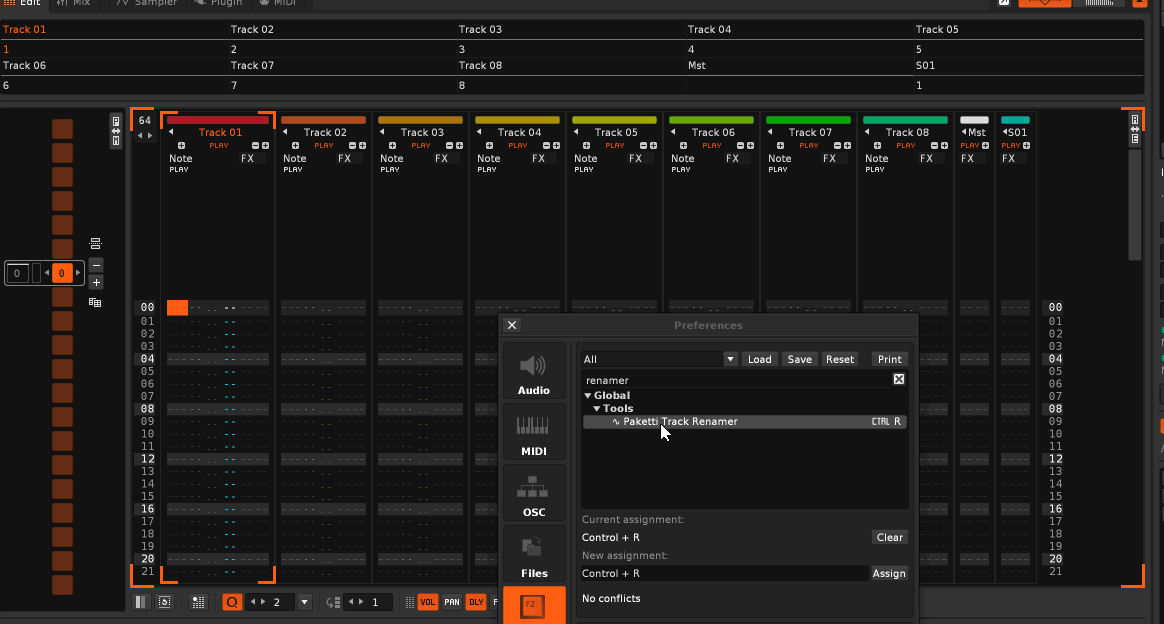 Edit Mix Sampler Plugin MIDI
Track 01 Track 02 Track 03 Track 04 Track 05
1 2 3 4 5
Track 06 Track 07 Track 08 Mst S01
6 7 8 1
64 Track 01 Track 02 Track 03 Track 04 Track 05 Track 06 Track 07 Track 08 Mst S01
PLAY PLAY PLAY PLAY PLAY PLAY PLAY PLAY PLAY PLAY
Note FX Note FX Note FX Note FX Note FX Note FX Note FX Note FX FX FX
PLAY PLAY PLAY PLAY PLAY PLAY PLAY PLAY
0 0
00 00
01 01
02 02
03 03
04 04
05 05
06 06
07 07
08 08
09 09
10 10
11 11
12 12
13 13
14 14
15 15
16 16
17 17
18 18
19 19
20 20
21 21
Q 2 1 VOL PAN DLY F
Preferences
Audio
MIDI
OSC
Files
F2
All Load Save Reset Print
renamer
Global
Tools
Paketti Track Renamer CTRL R
Current assignment:
Control + R Clear
New assignment:
Control + R Assign
No conflicts